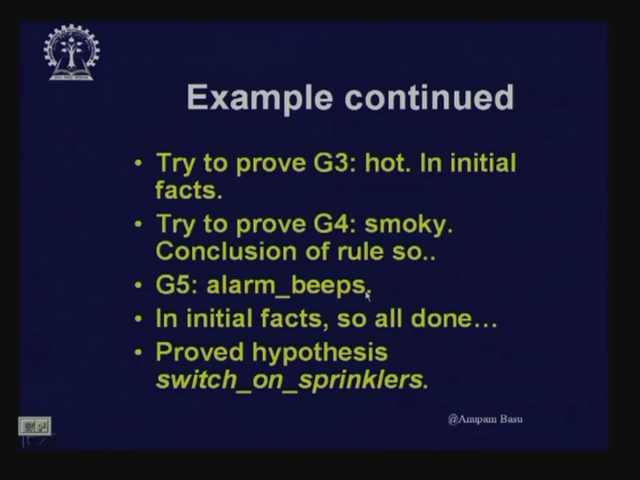 Example continued
• Try to prove G3: hot. In initial
facts.
• Try to prove G4: smoky.
Conclusion of rule so..
• G5: alarm_beeps.
• In initial facts, so all done...
• Proved hypothesis
switch_on_sprinklers.
@Anupam Basu